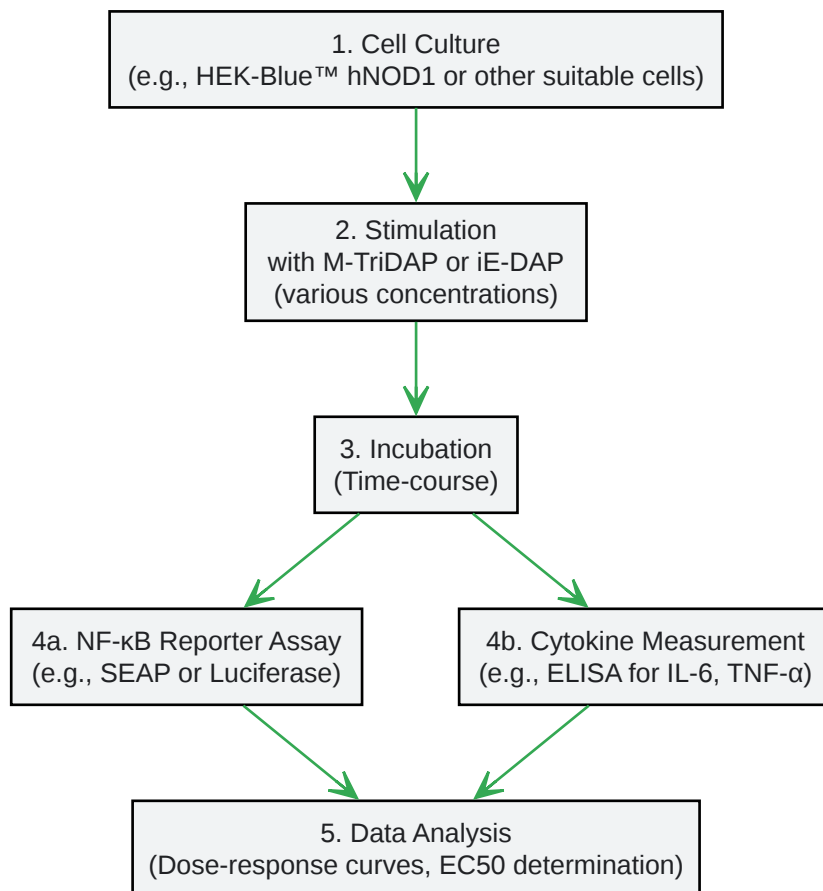 1. Cell Culture
(e.g., HEK-Blue™ hNOD1 or other suitable cells)
2. Stimulation
with M-TriDAP or iE-DAP
(various concentrations)
3. Incubation
(Time-course)
4a. NF-κB Reporter Assay
(e.g., SEAP or Luciferase)
4b. Cytokine Measurement
(e.g., ELISA for IL-6, TNF-α)
5. Data Analysis
(Dose-response curves, EC50 determination)